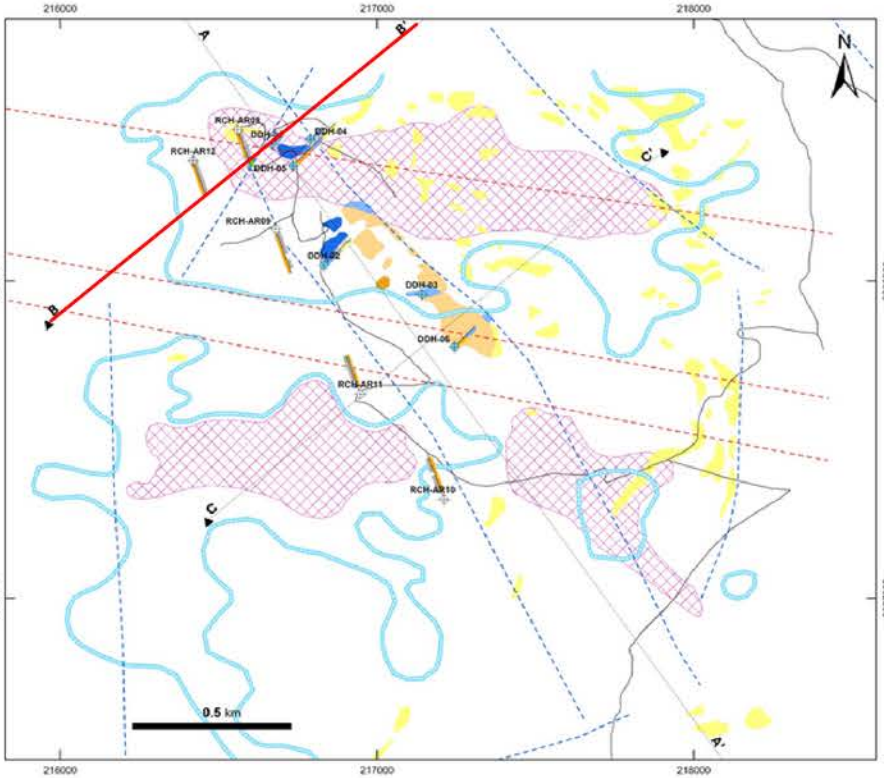 216000
217000
218000
A
B'
N
RCH-AR08
DDH-04
RCH-AR12
DDH-05
C'
RCH-AR09
DDH-02
DDH-03
B
DDH-06
RCH-AR11
RCH-AR10
C
0.5 km
A'
216000
217000
218000